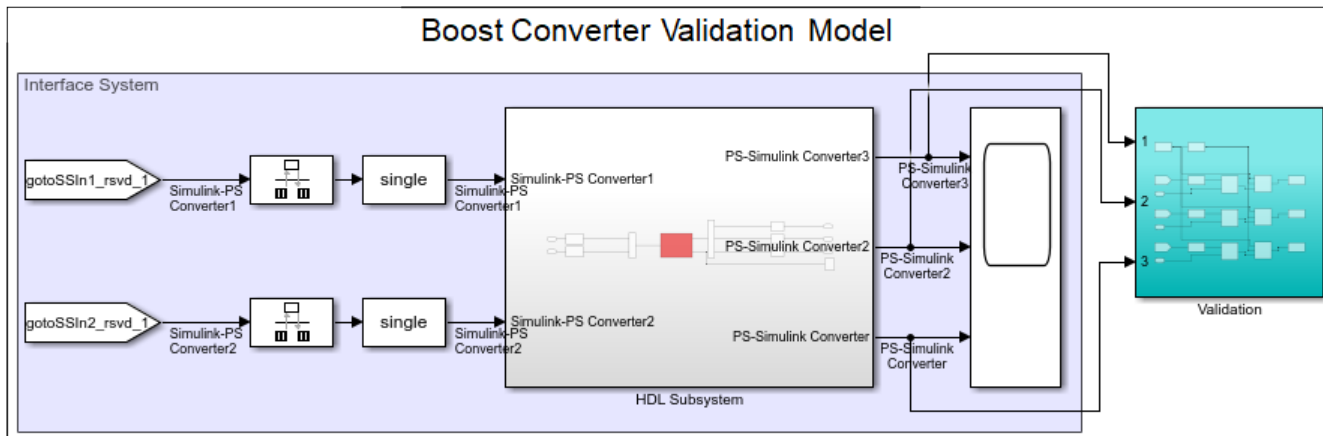 Boost Converter Validation Model
Interface System
gotoSSIn1_rsvd_1
Simulink-PS
Converter1
single
Simulink-PS
Converter1
Simulink-PS Converter1
PS-Simulink Converter3
PS-Simulink
Converter3
PS-Simulink Converter2
PS-Simulink
Converter2
gotoSSIn2_rsvd_1
Simulink-PS
Converter2
single
Simulink-PS
Converter2
Simulink-PS Converter2
PS-Simulink Converter
PS-Simulink
Converter
HDL Subsystem
1
2
3
Validation